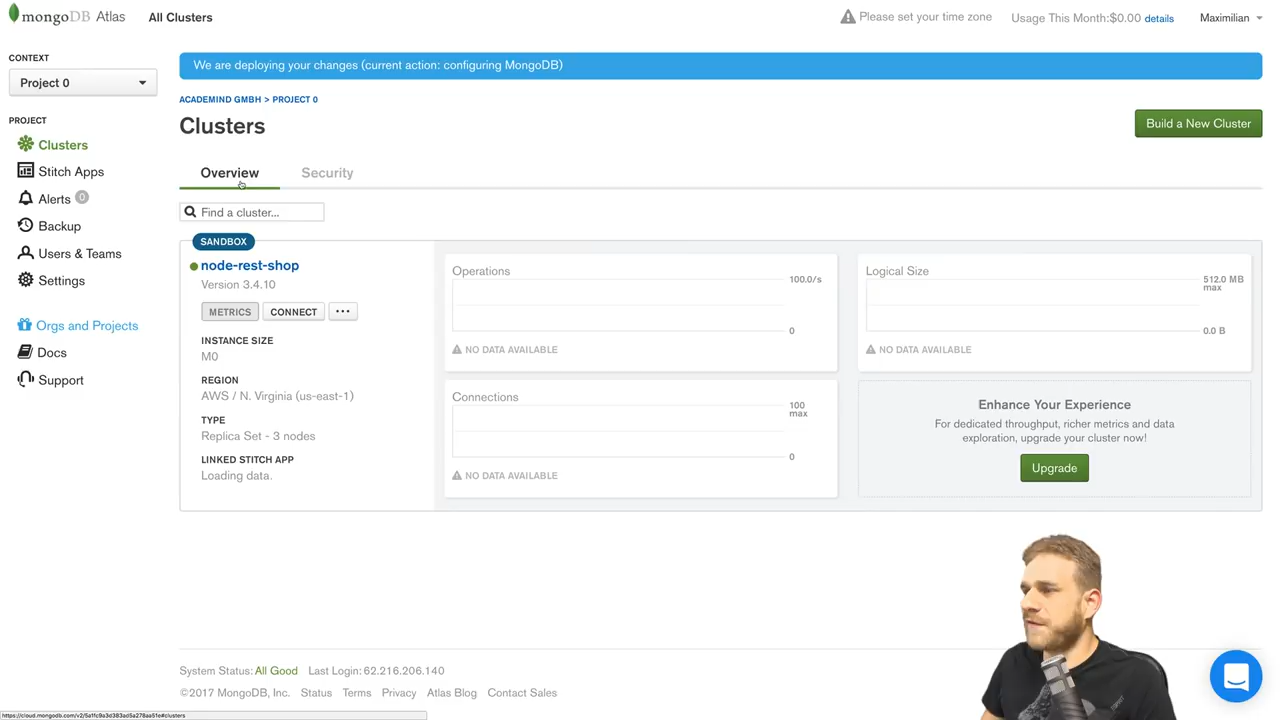 mongoDB Atlas
All Clusters
Please set your time zone
Usage This Month:$0.00 details
Maximilian
CONTEXT
Project 0
PROJECT
Clusters
Stitch Apps
Alerts 0
Backup
Users & Teams
Settings
Orgs and Projects
Docs
Support
We are deploying your changes (current action: configuring MongoDB)
ACADEMIND GMBH > PROJECT 0
Clusters
Build a New Cluster
Overview
Security
Find a cluster...
SANDBOX
node-rest-shop
Version 3.4.10
METRICS
CONNECT
...
INSTANCE SIZE
M0
REGION
AWS / N. Virginia (us-east-1)
TYPE
Replica Set - 3 nodes
LINKED STITCH APP
Loading data.
Operations
100.0/s
0
NO DATA AVAILABLE
Logical Size
512.0 MB
max
0.0 B
NO DATA AVAILABLE
Connections
100
max
0
NO DATA AVAILABLE
Enhance Your Experience
For dedicated throughput, richer metrics and data
exploration, upgrade your cluster now!
Upgrade
System Status: All Good Last Login: 62.216.206.140
©2017 MongoDB, Inc. Status Terms Privacy Atlas Blog Contact Sales
https://cloud.mongodb.com/v2/5a1fc9a3d383ad5a278aa51e#clusters